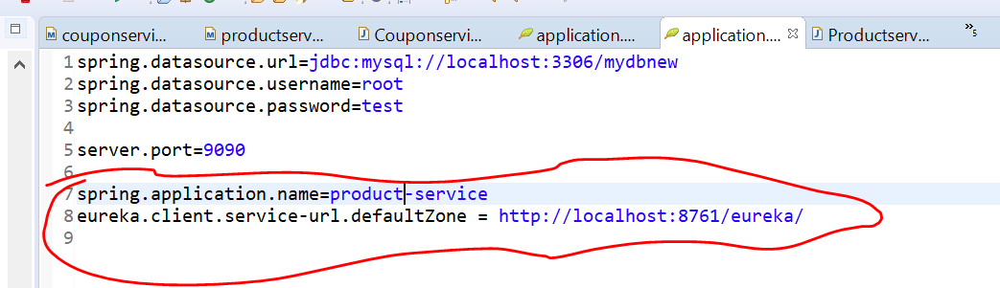 couponservi... productserv... Couponservi... application.... application.... Productserv... »5
1 spring.datasource.url=jdbc:mysql://localhost:3306/mydbnew
2 spring.datasource.username=root
3 spring.datasource.password=test
4
5 server.port=9090
6
7 spring.application.name=product-service
8 eureka.client.service-url.defaultZone = http://localhost:8761/eureka/
9